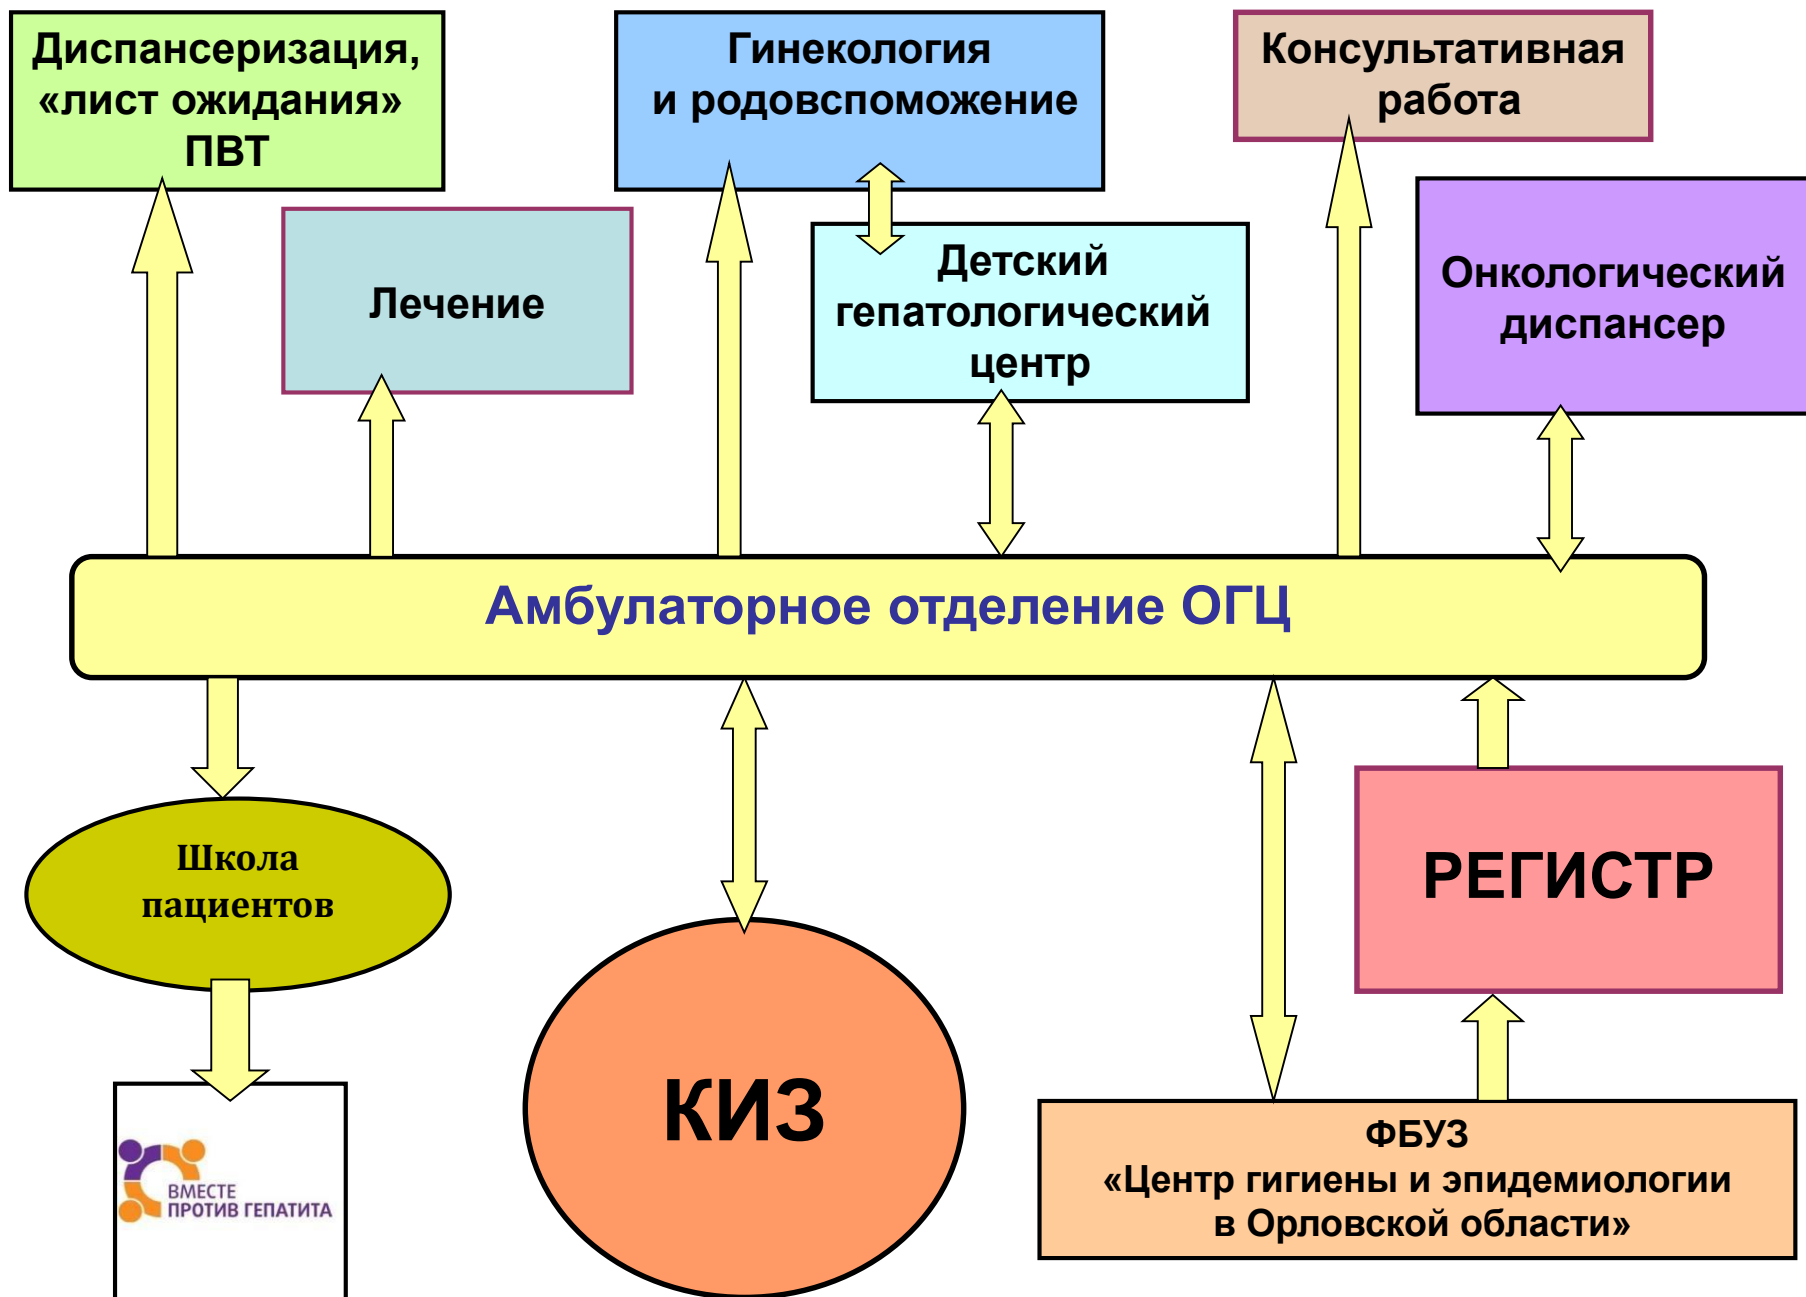 Диспансеризация,
«лист ожидания»
ПВТ
Гинекология
и родовспоможение
Консультативная
работа
Лечение
Детский
гепатологический
центр
Онкологический
диспансер
Амбулаторное отделение ОГЦ
Школа
пациентов
РЕГИСТР
КИЗ
ВМЕСТЕ
ПРОТИВ ГЕПАТИТА
ФБУЗ
«Центр гигиены и эпидемиологии
в Орловской области»